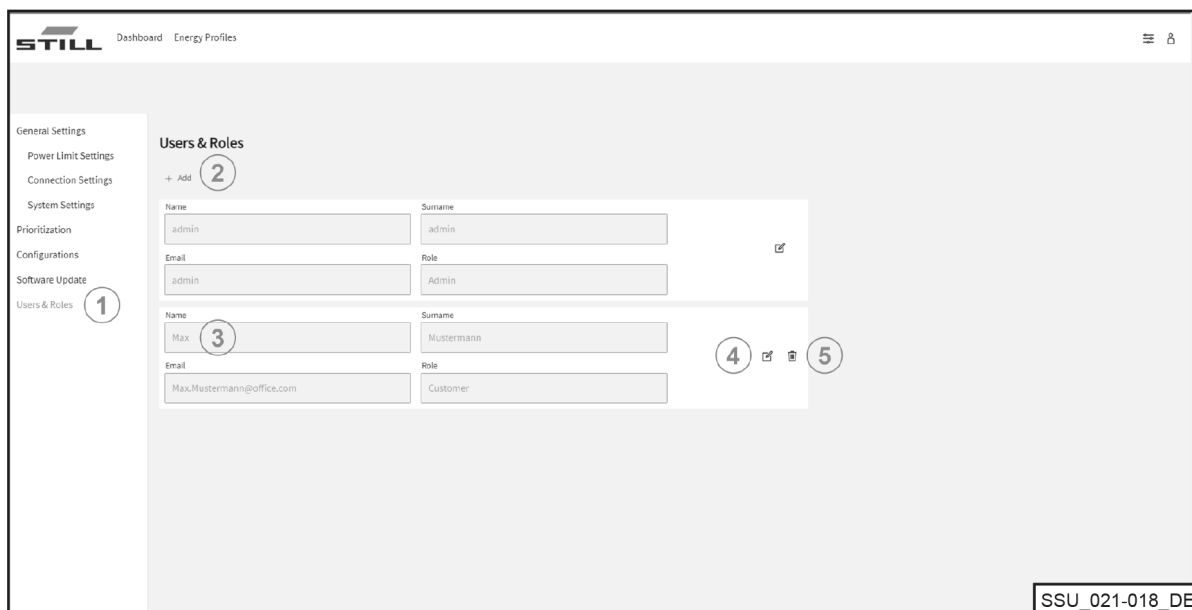 STILL Dashboard Energy Profiles
General Settings
Power Limit Settings
Connection Settings
System Settings
Prioritization
Configurations
Software Update
Users & Roles 1
Users & Roles
+ Add 2
Name Surname
admin admin
Email Role
admin Admin
Name Surname
Max 3 Mustermann
4 5
Email Role
Max.Mustermann@office.com Customer
SSU_021-018_DE